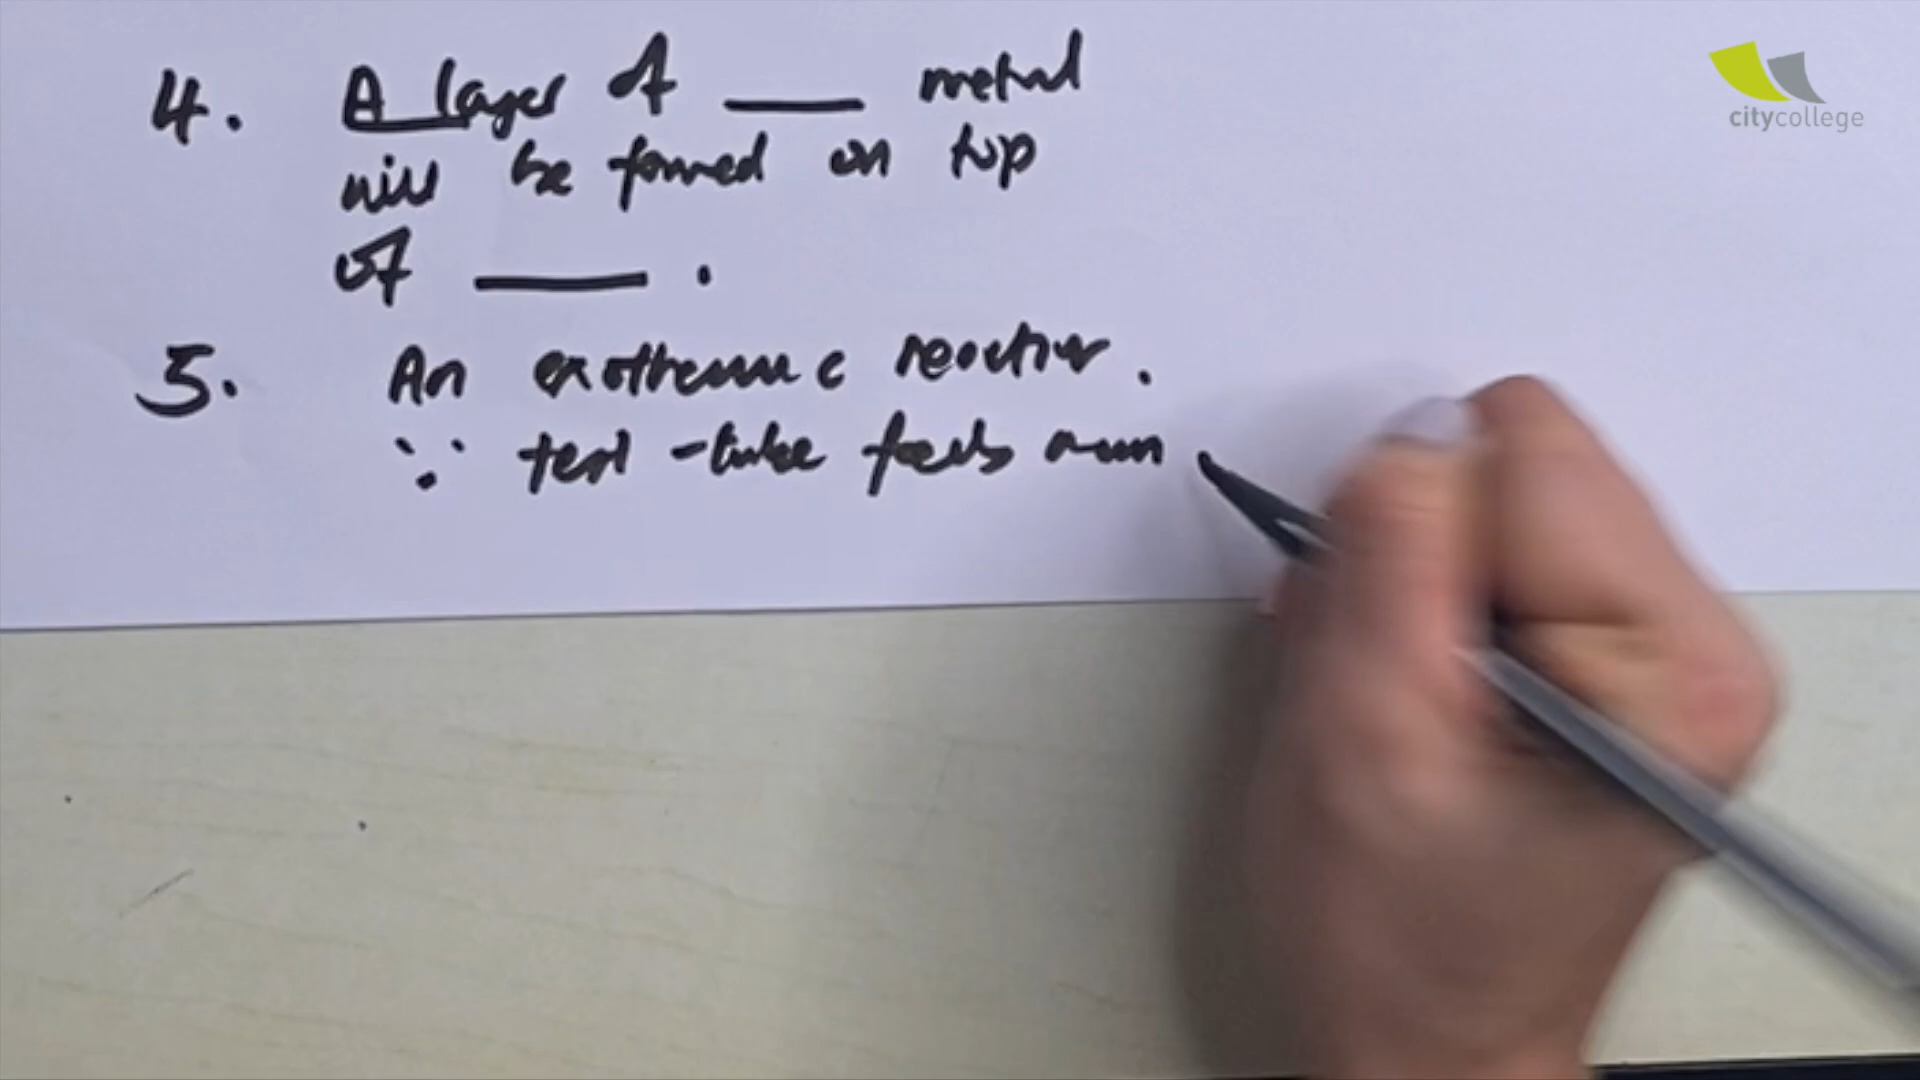 4. A layer of ____ metal
will be formed on top
of ____ .
5. An exothermic reaction.
∵ test-tube feels warm
citycollege